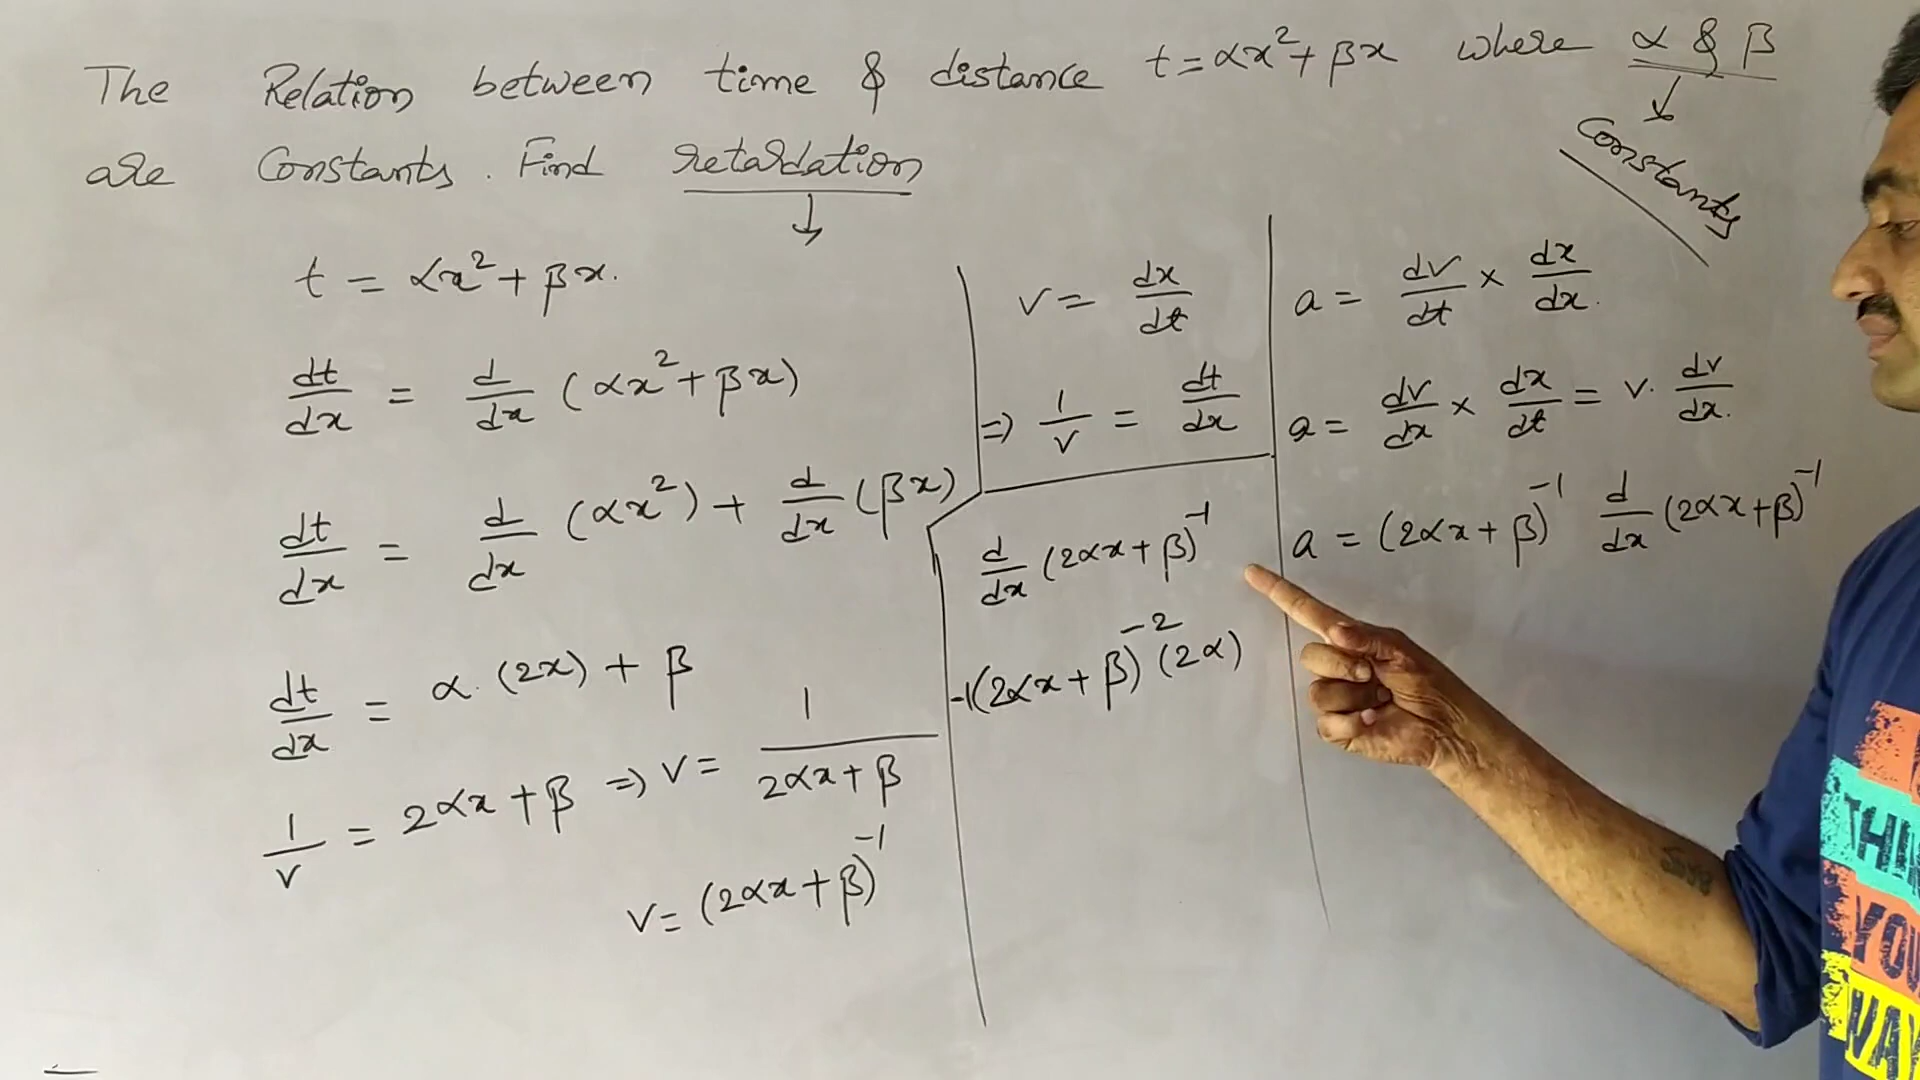 The Relation between time & distance t = αx² + βx where α & β
are Constants. Find retardation
Constants
t = αx² + βx.
dt/dx = d/dx (αx² + βx)
dt/dx = d/dx (αx²) + d/dx (βx)
dt/dx = α. (2x) + β
1/v = 2αx + β => v = 1/(2αx + β)
v = (2αx + β)⁻¹
v = dx/dt
=> 1/v = dt/dx
d/dx (2αx + β)⁻¹
-1(2αx + β)⁻² (2α)
a = dv/dt × dx/dx.
a = dv/dx × dx/dt = v. dv/dx.
a = (2αx + β)⁻¹ d/dx (2αx + β)⁻¹